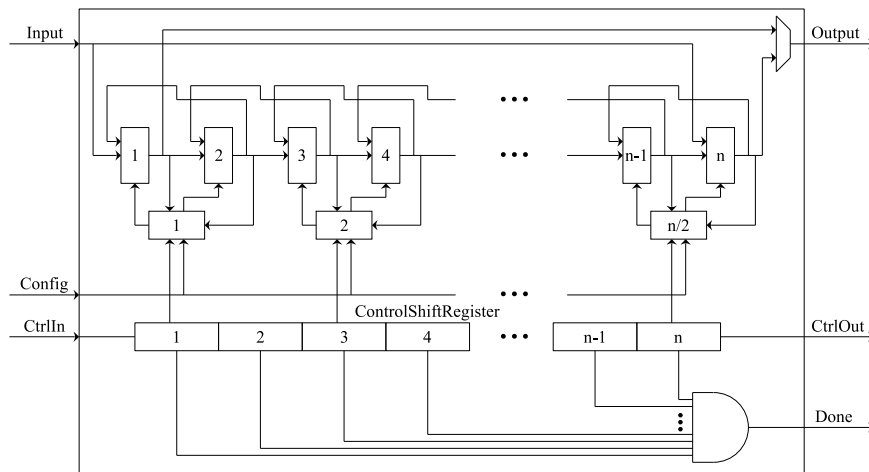 Input Output
1 2 3 4 n-1 n
1 2 n/2
Config
ControlShiftRegister
CtrlIn 1 2 3 4 n-1 n CtrlOut
Done